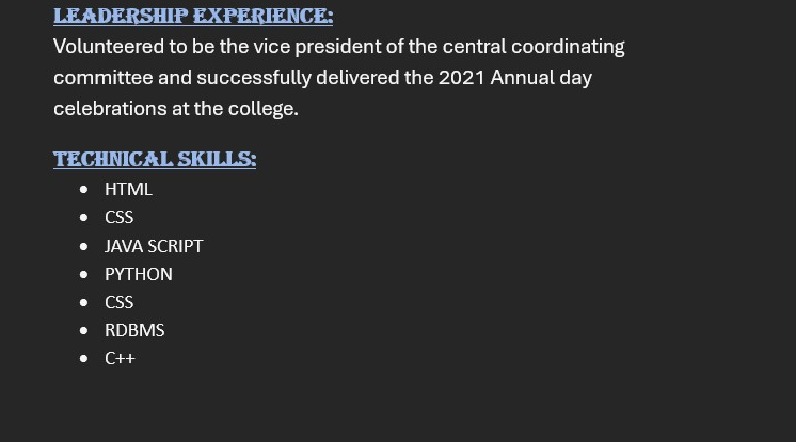 LEADERSHIP EXPERIENCE:
Volunteered to be the vice president of the central coordinating
committee and successfully delivered the 2021 Annual day
celebrations at the college.
TECHNICAL SKILLS:
• HTML
• CSS
• JAVA SCRIPT
• PYTHON
• CSS
• RDBMS
• C++